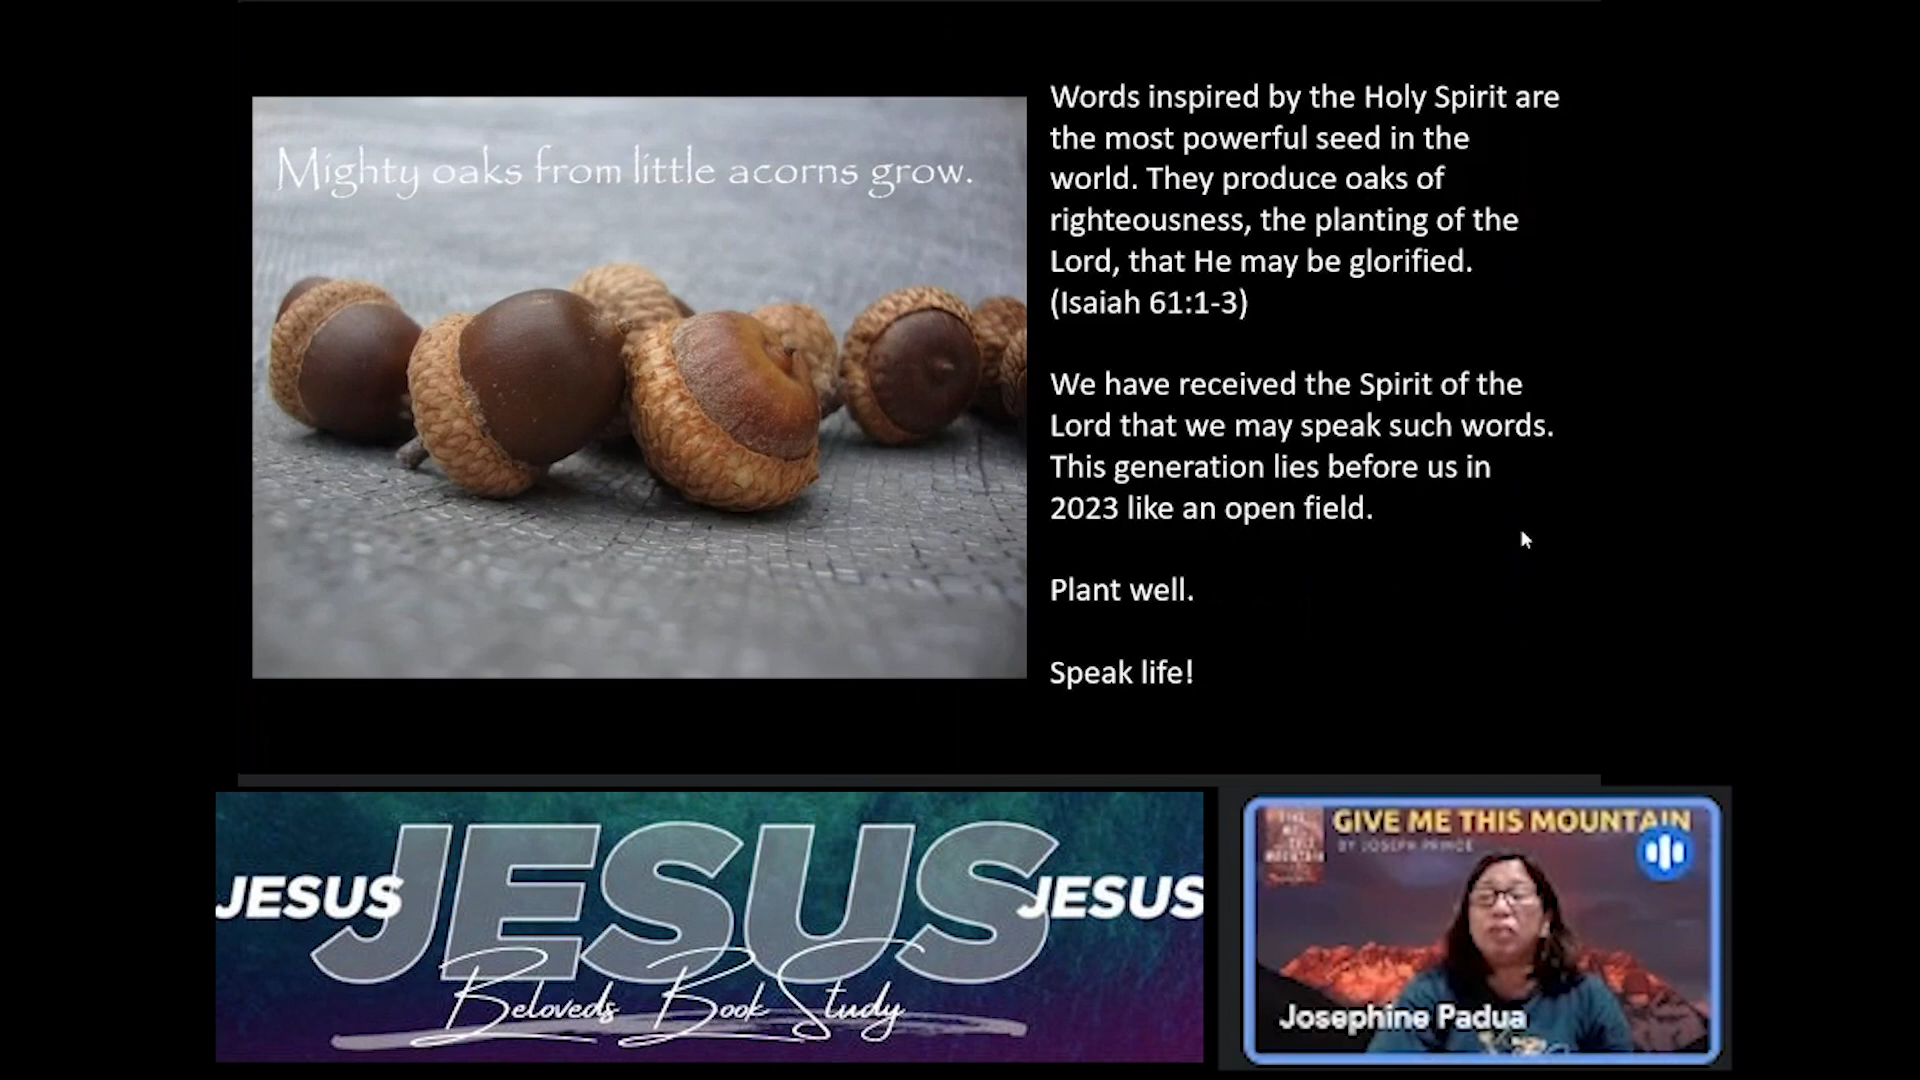 Mighty oaks from little acorns grow.
Words inspired by the Holy Spirit are
the most powerful seed in the
world. They produce oaks of
righteousness, the planting of the
Lord, that He may be glorified.
(Isaiah 61:1-3)
We have received the Spirit of the
Lord that we may speak such words.
This generation lies before us in
2023 like an open field.
Plant well.
Speak life!
JESUS
JESUS
JESUS
Beloveds Book Study
GIVE ME THIS MOUNTAIN
BY JOSEPH PRINCE
Josephine Padua